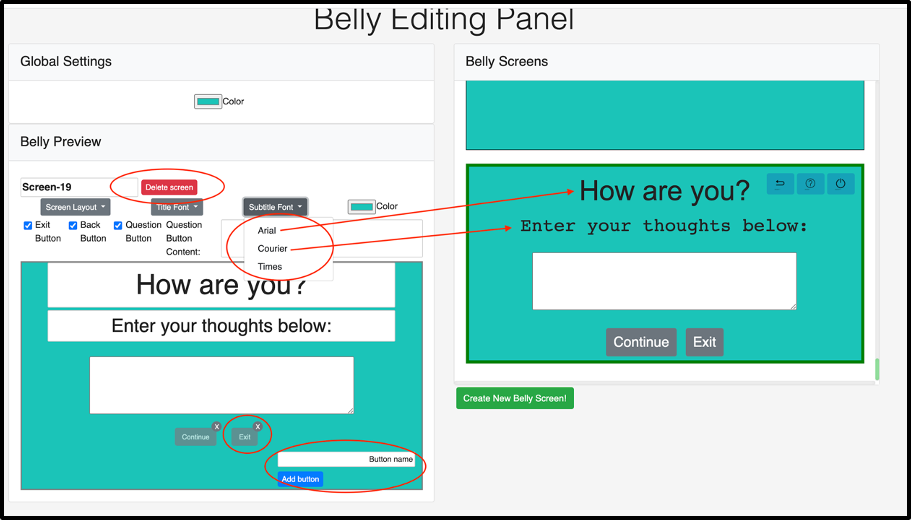 Belly Editing Panel
Global Settings
Color
Belly Preview
Screen-19
Delete screen
Screen Layout
Title Font
Subtitle Font
Color
Exit Button
Back Button
Question Button
Question Button Content:
Arial
Courier
Times
How are you?
Enter your thoughts below:
Continue
X
Exit
X
Button name
Add button
Belly Screens
How are you?
Enter your thoughts below:
Continue
Exit
Create New Belly Screen!